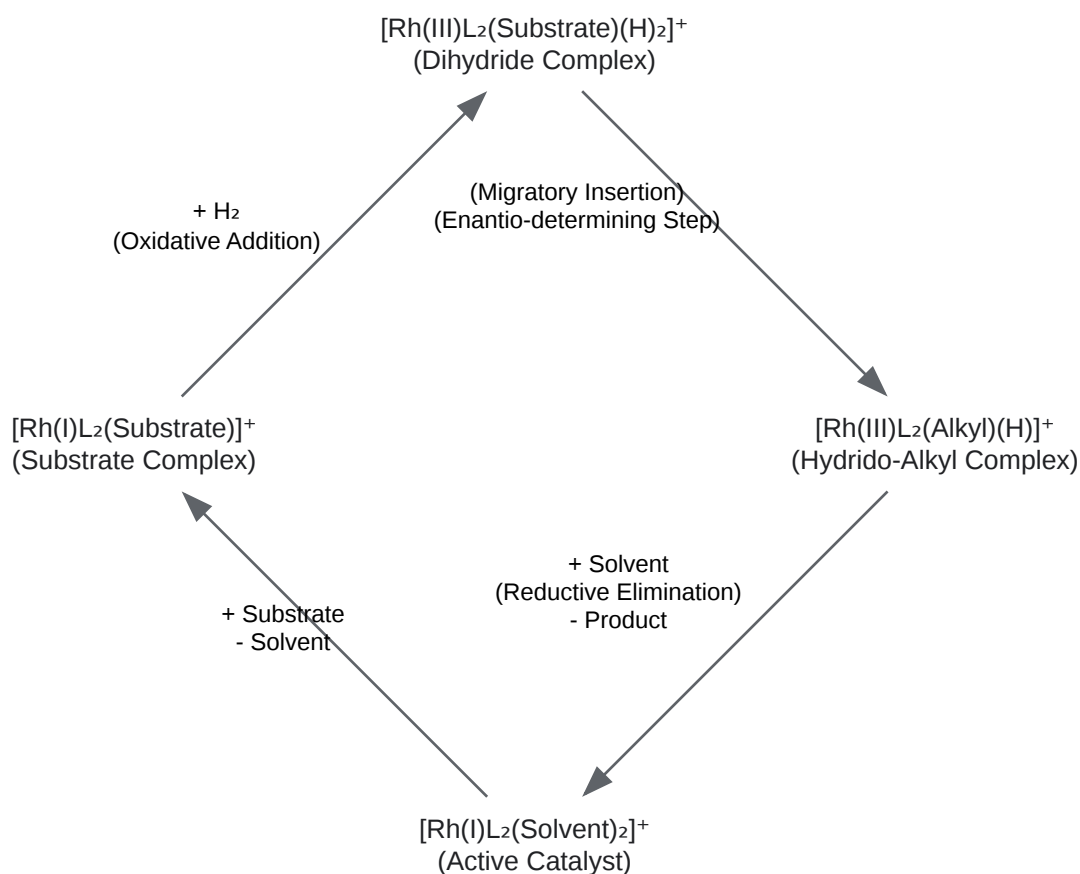 [Rh(III)L₂(Substrate)(H)₂]⁺
(Dihydride Complex)
(Migratory Insertion)
(Enantio-determining Step)
+ H₂
(Oxidative Addition)
[Rh(I)L₂(Substrate)]⁺
(Substrate Complex)
[Rh(III)L₂(Alkyl)(H)]⁺
(Hydrido-Alkyl Complex)
+ Solvent
(Reductive Elimination)
- Product
+ Substrate
- Solvent
[Rh(I)L₂(Solvent)₂]⁺
(Active Catalyst)